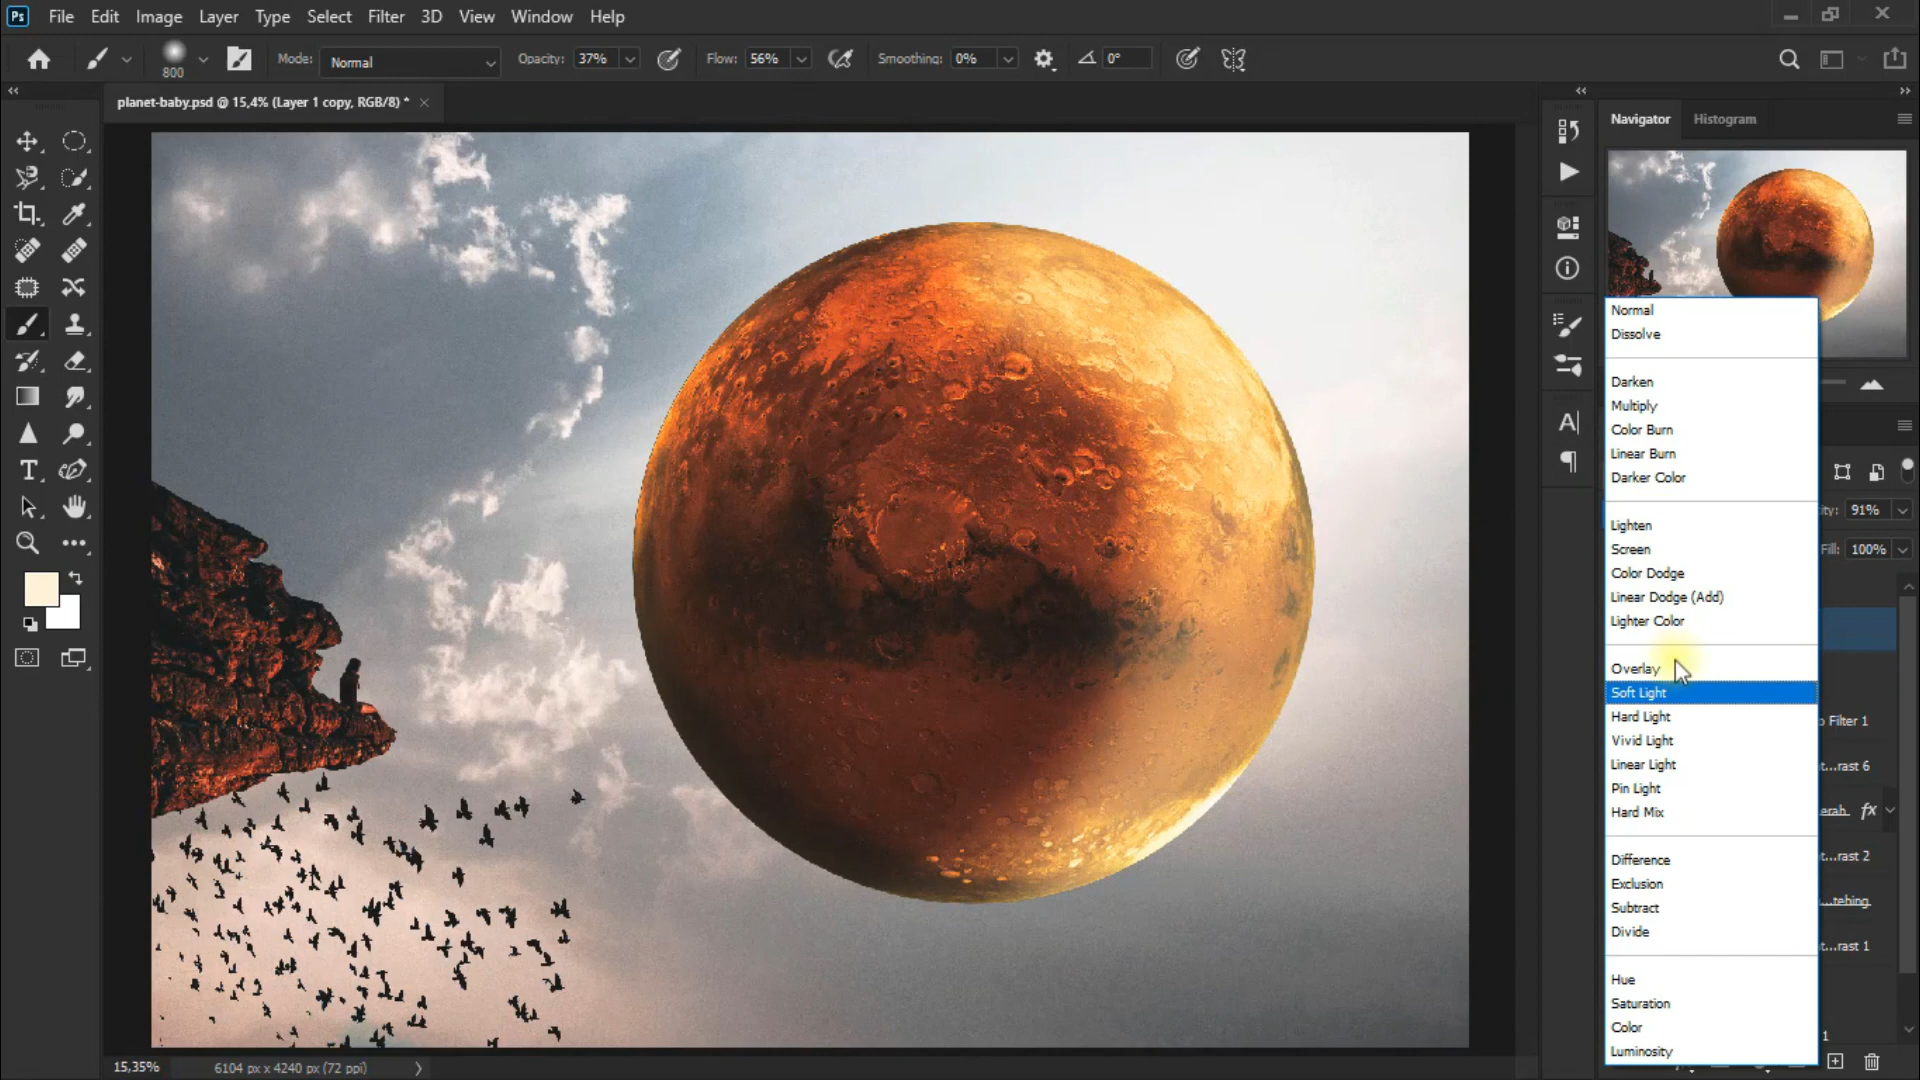 Ps File Edit Image Layer Type Select Filter 3D View Window Help
800 Mode: Normal Opacity: 37% Flow: 56% Smoothing: 0% 0°
planet-baby.psd @ 15,4% (Layer 1 copy, RGB/8) *
Navigator Histogram
Normal
Dissolve
Darken
Multiply
Color Burn
Linear Burn
Darker Color
91%
Lighten
Screen
Fill: 100%
Color Dodge
Linear Dodge (Add)
Lighter Color
Overlay
Soft Light
Hard Light
Filter 1
Vivid Light
Linear Light
t...rast 6
Pin Light
Hard Mix
erah fx
Difference
t...rast 2
Exclusion
Subtract
...tebing
Divide
t...rast 1
Hue
Saturation
Color
1
Luminosity
15,35% 6104 px x 4240 px (72 ppi)